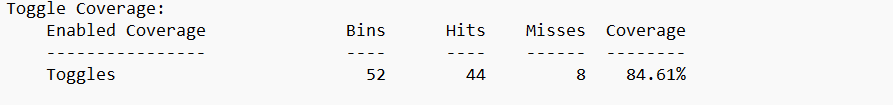 Toggle Coverage:
    Enabled Coverage              Bins      Hits    Misses  Coverage
    ----------------              ----      ----    ------  --------
    Toggles                         52        44         8    84.61%